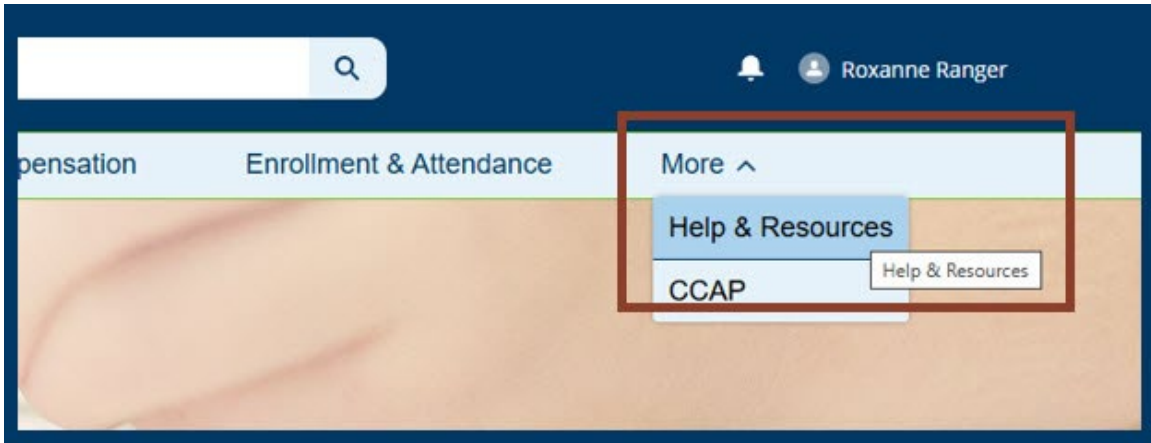 Roxanne Ranger
pensation Enrollment & Attendance More
Help & Resources
Help & Resources
CCAP